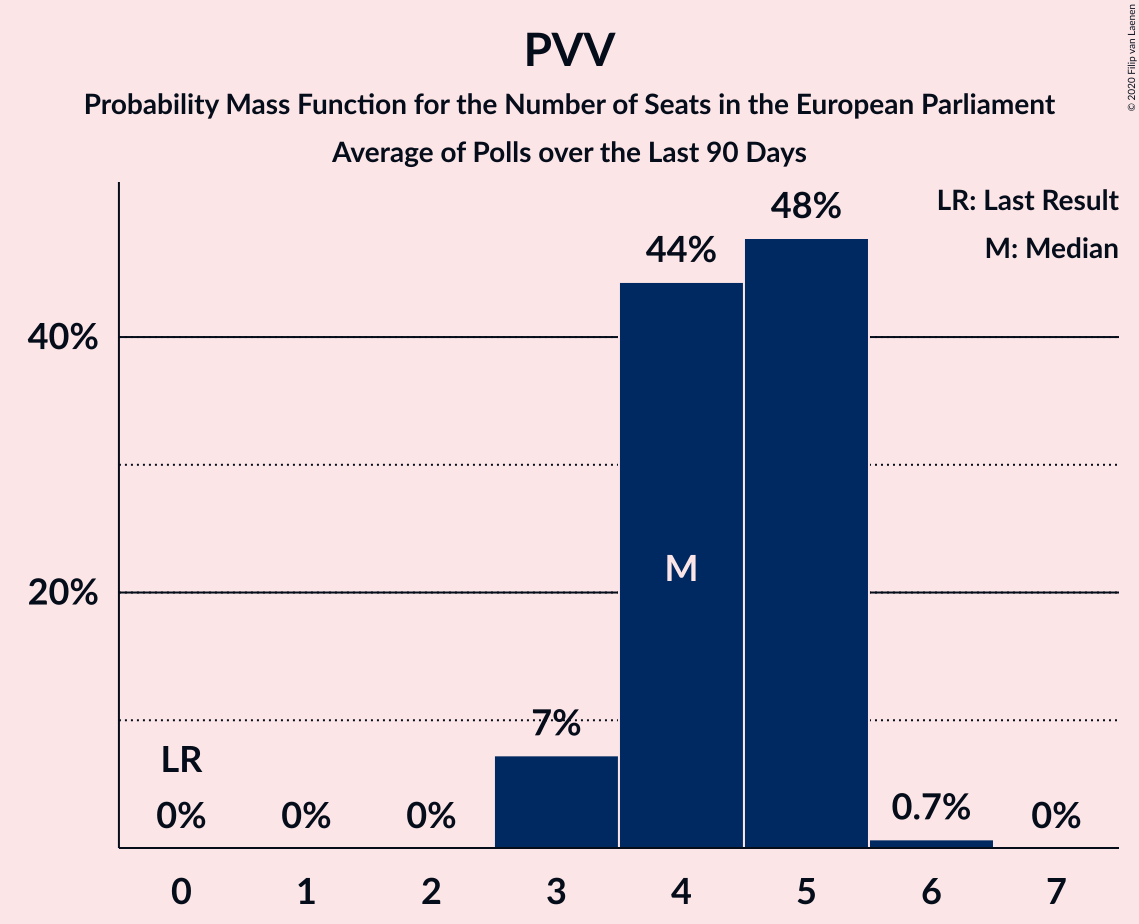 PVV
Probability Mass Function for the Number of Seats in the European Parliament
Average of Polls over the Last 90 Days
© 2020 Filip van Laenen
LR: Last Result
M: Median
48%
44%
40%
M
20%
7%
LR
0%
0%
0%
0.7%
0%
0 1 2 3 4 5 6 7